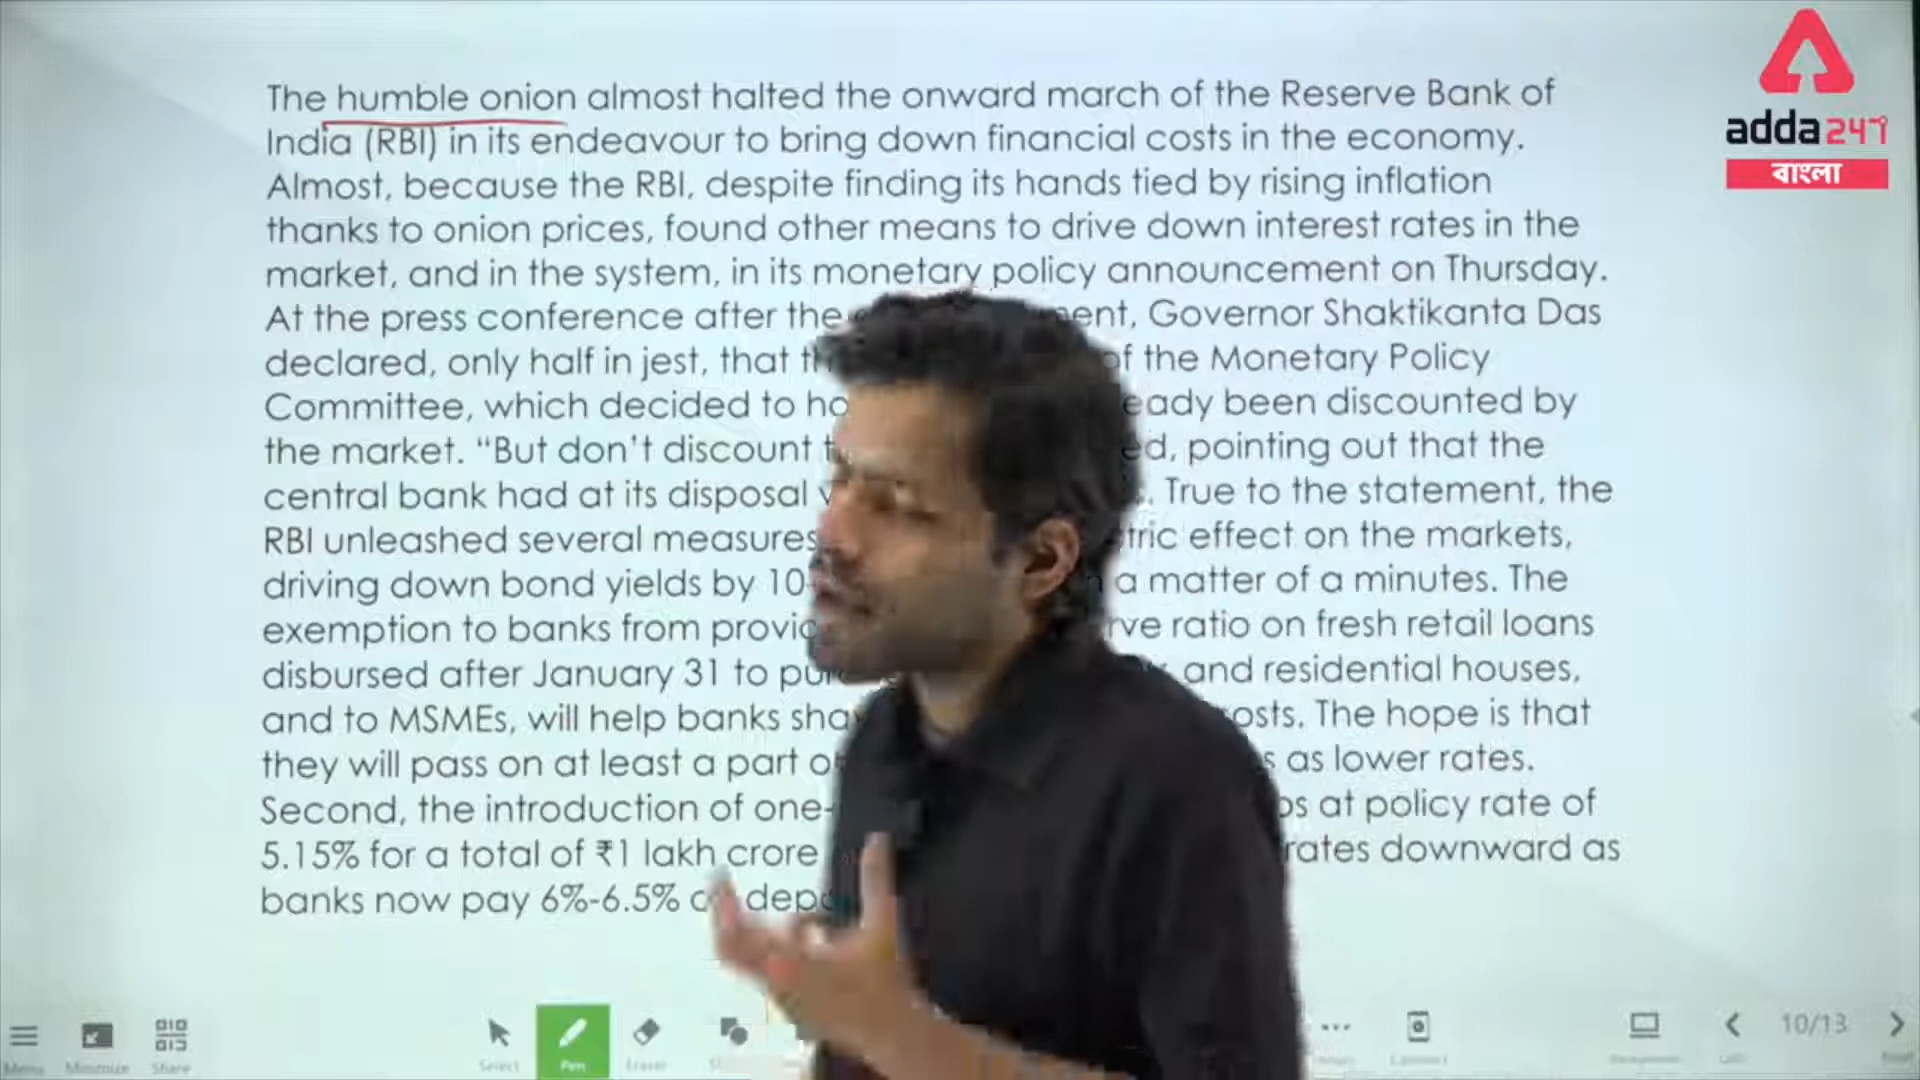 The humble onion almost halted the onward march of the Reserve Bank of
India (RBI) in its endeavour to bring down financial costs in the economy.
Almost, because the RBI, despite finding its hands tied by rising inflation
thanks to onion prices, found other means to drive down interest rates in the
market, and in the system, in its monetary policy announcement on Thursday.
At the press conference after the Governor Shaktikanta Das
declared, only half in jest, that of the Monetary Policy
Committee, which decided to been discounted by
the market. “But don’t discount pointing out that the
central bank had at its disposal True to the statement, the
RBI unleashed several measures effect on the markets,
driving down bond yields by 10 a matter of a minutes. The
exemption to banks from ratio on fresh retail loans
disbursed after January 31 to and residential houses,
and to MSMEs, will help banks The hope is that
they will pass on at least a part as lower rates.
Second, the introduction of one- at policy rate of
5.15% for a total of ₹1 lakh crore rates downward as
banks now pay 6%-6.5%
adda247
বাংলা
Menu Minimize Share Select Pen Eraser 10/13